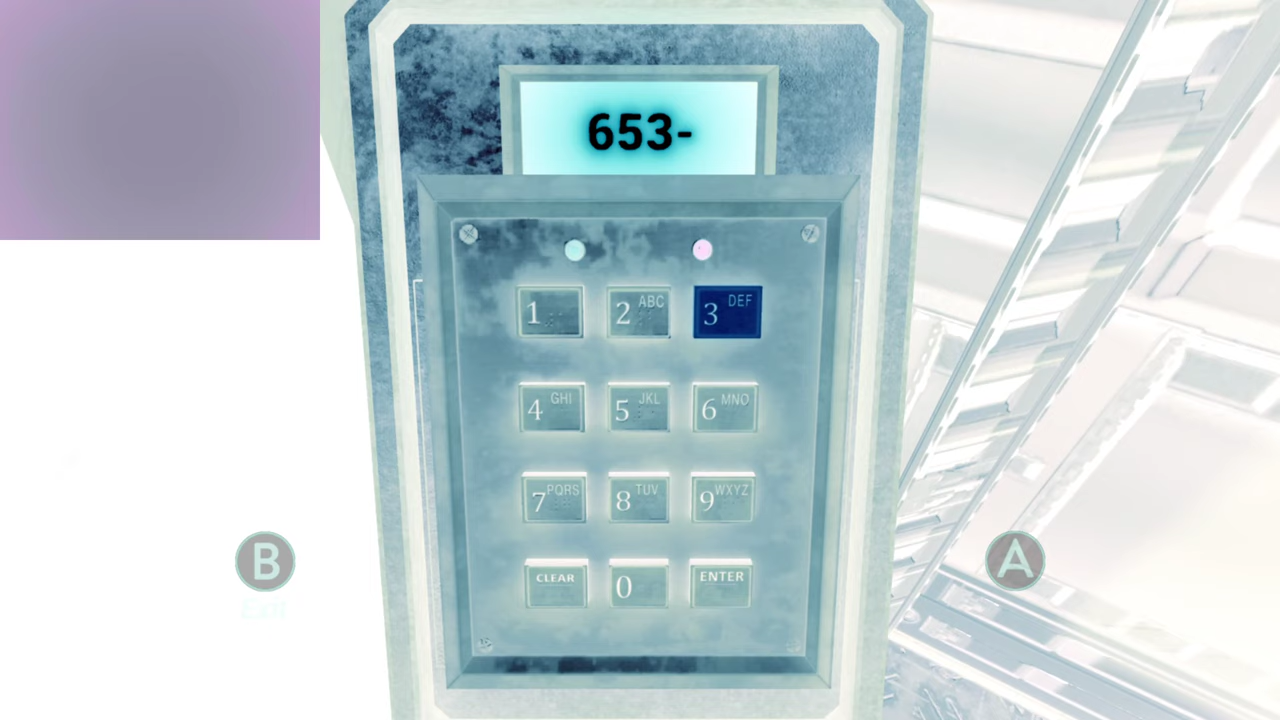 653-
1
2 ABC
3 DEF
4 GHI
5 JKL
6 MNO
7 PQRS
8 TUV
9 WXYZ
CLEAR
0
ENTER
B
A
Exit